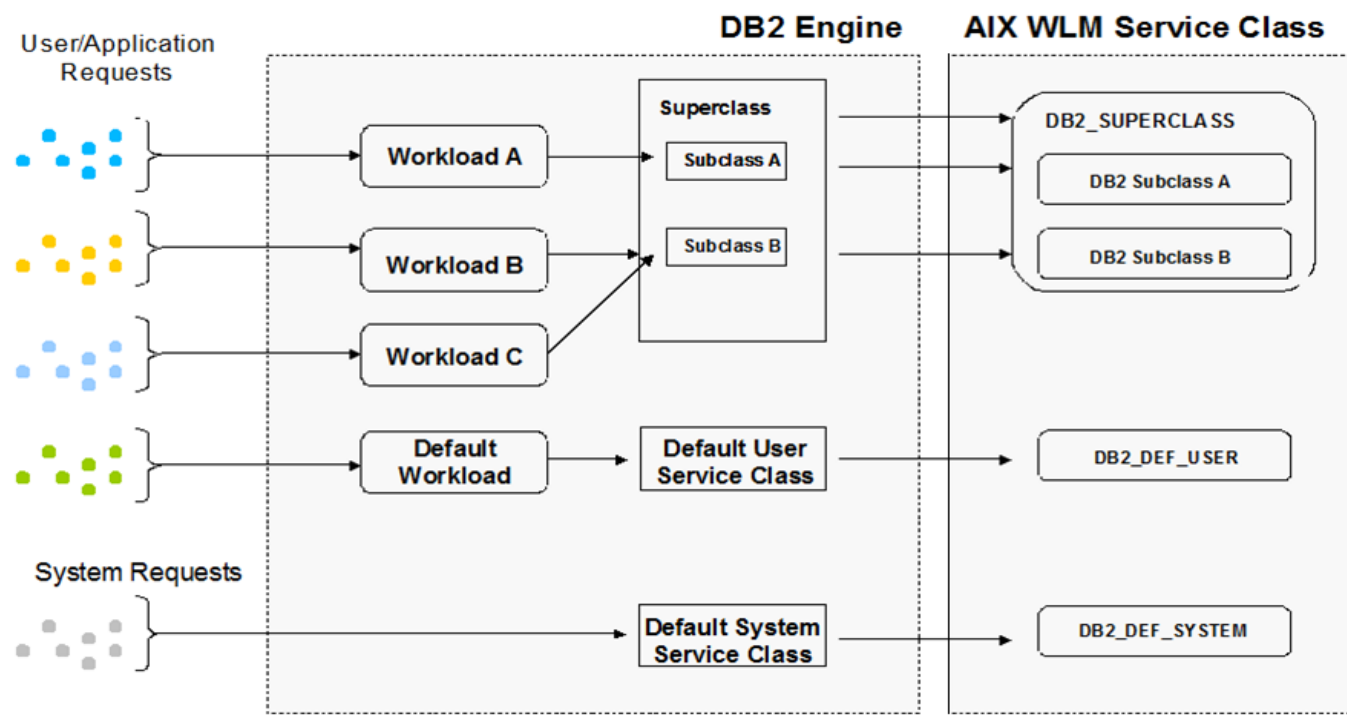 DB2 Engine
AIX WLM Service Class
User/Application
Requests
Workload A
Workload B
Workload C
Default
Workload
Superclass
Subclass A
Subclass B
Default User
Service Class
DB2_SUPERCLASS
DB2 Subclass A
DB2 Subclass B
DB2_DEF_USER
System Requests
Default System
Service Class
DB2_DEF_SYSTEM